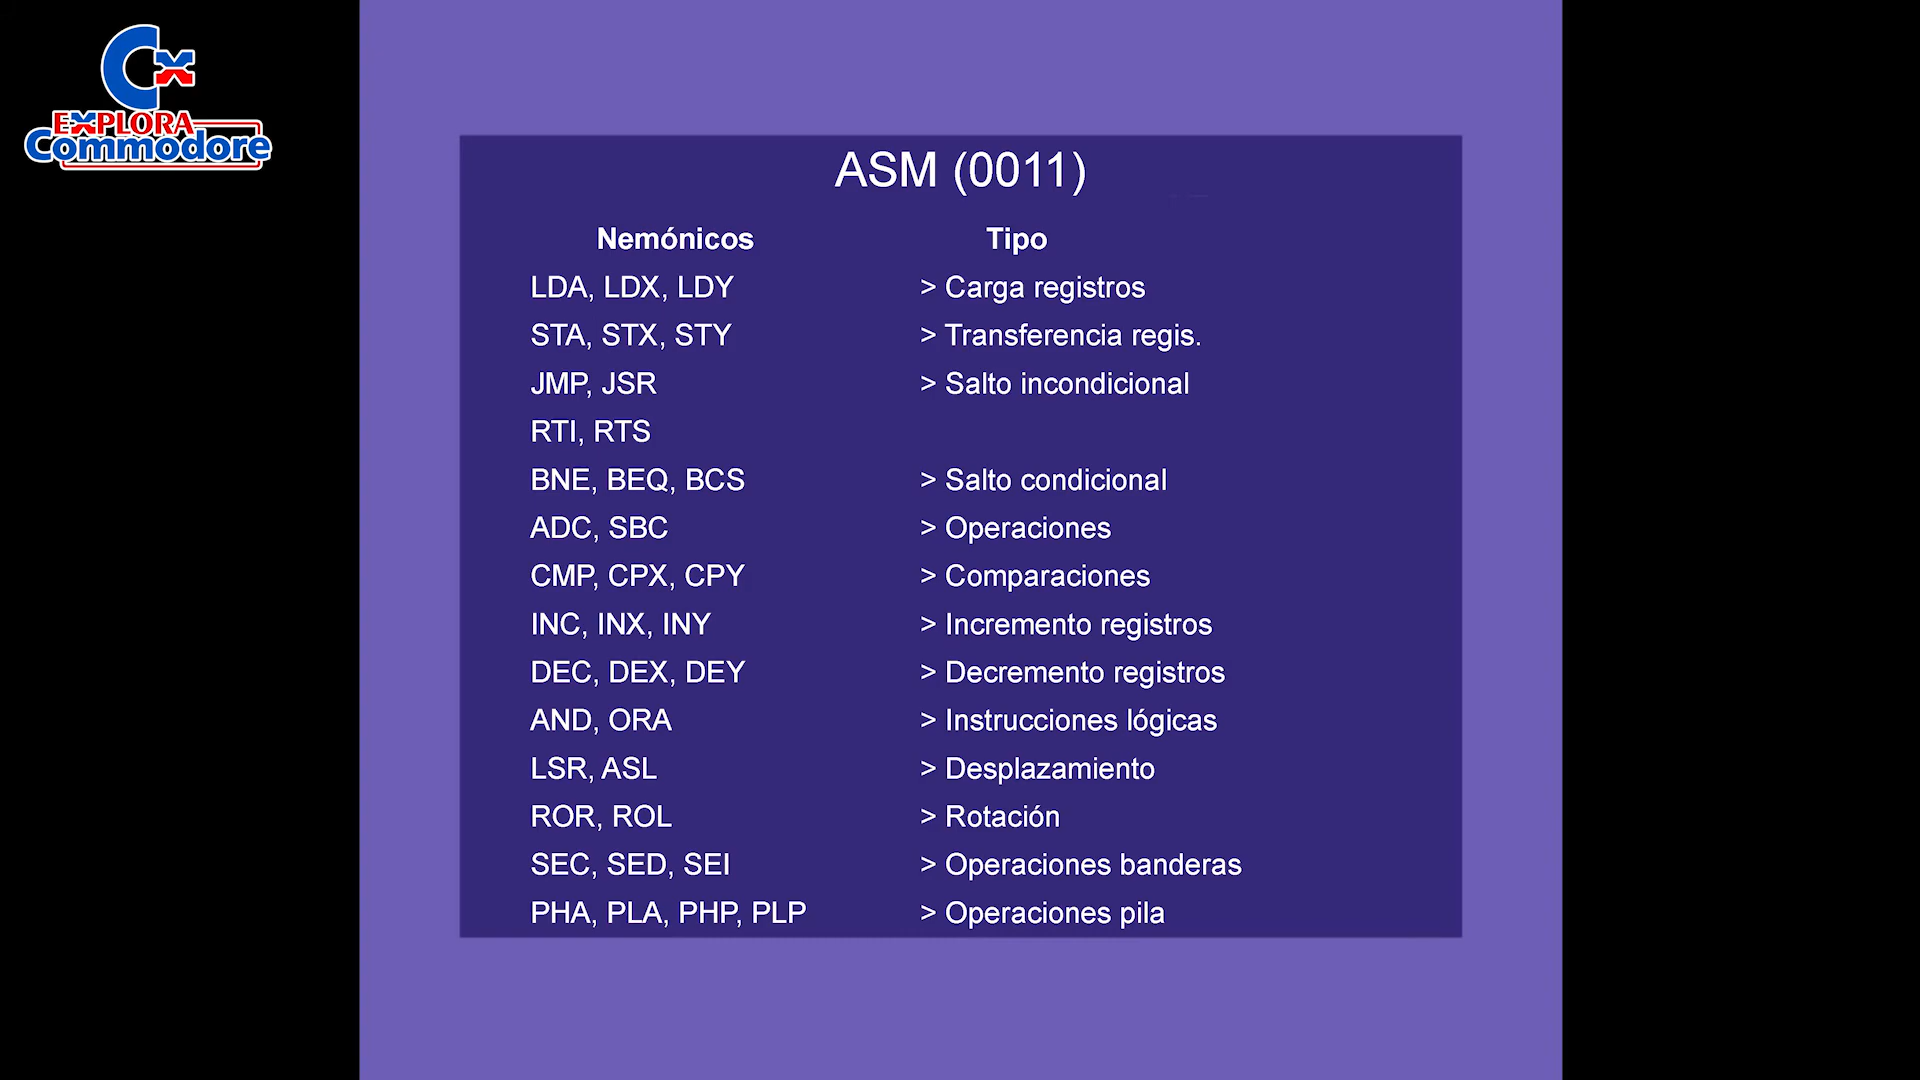 EXPLORA
Commodore
ASM (0011)
Nemónicos Tipo
LDA, LDX, LDY > Carga registros
STA, STX, STY > Transferencia regis.
JMP, JSR > Salto incondicional
RTI, RTS
BNE, BEQ, BCS > Salto condicional
ADC, SBC > Operaciones
CMP, CPX, CPY > Comparaciones
INC, INX, INY > Incremento registros
DEC, DEX, DEY > Decremento registros
AND, ORA > Instrucciones lógicas
LSR, ASL > Desplazamiento
ROR, ROL > Rotación
SEC, SED, SEI > Operaciones banderas
PHA, PLA, PHP, PLP > Operaciones pila